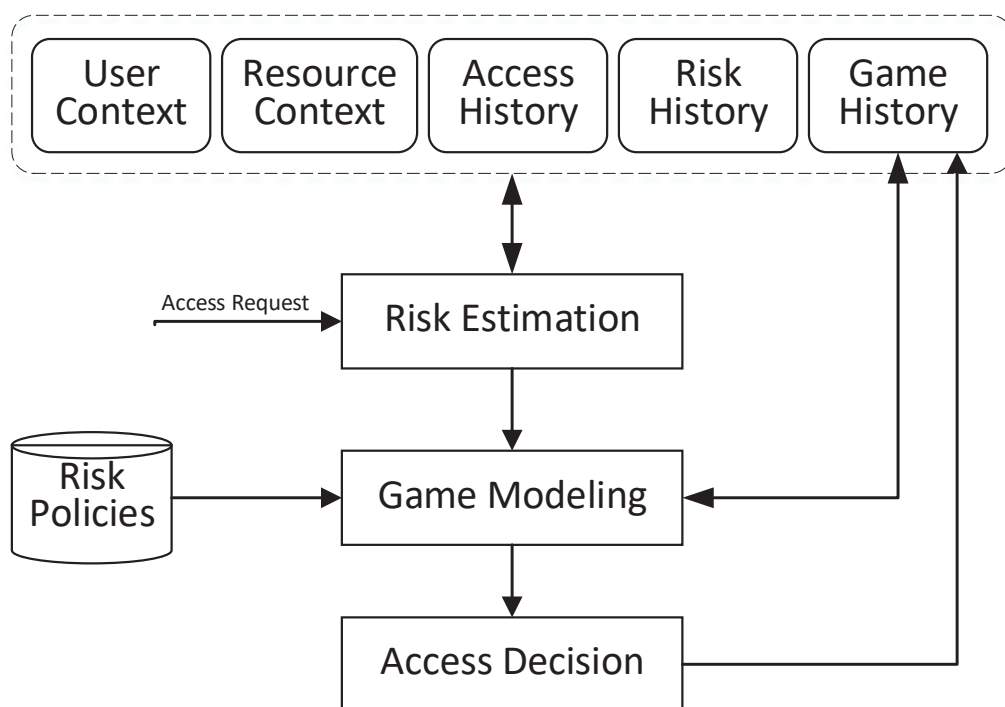 User
Context
Resource
Context
Access
History
Risk
History
Game
History
Access Request
Risk Estimation
Risk
Policies
Game Modeling
Access Decision